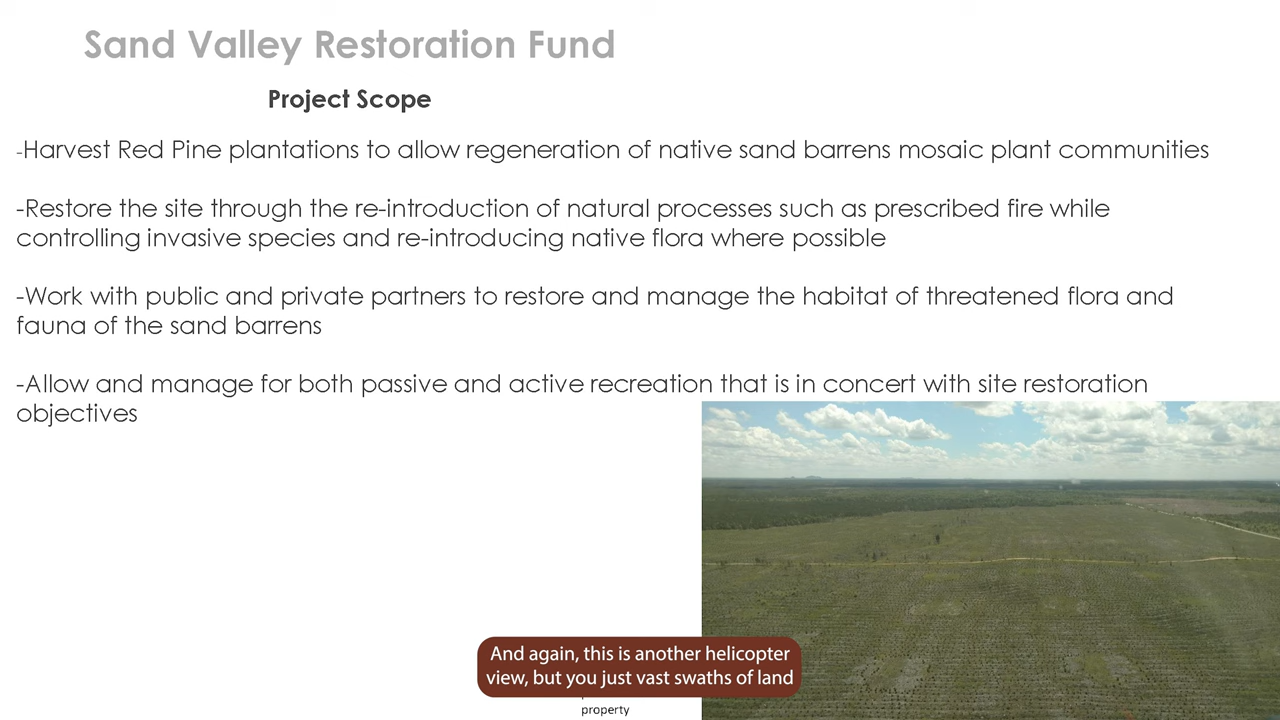 Sand Valley Restoration Fund
Project Scope
-Harvest Red Pine plantations to allow regeneration of native sand barrens mosaic plant communities
-Restore the site through the re-introduction of natural processes such as prescribed fire while
controlling invasive species and re-introducing native flora where possible
-Work with public and private partners to restore and manage the habitat of threatened flora and
fauna of the sand barrens
-Allow and manage for both passive and active recreation that is in concert with site restoration
objectives
And again, this is another helicopter
view, but you just vast swaths of land
property